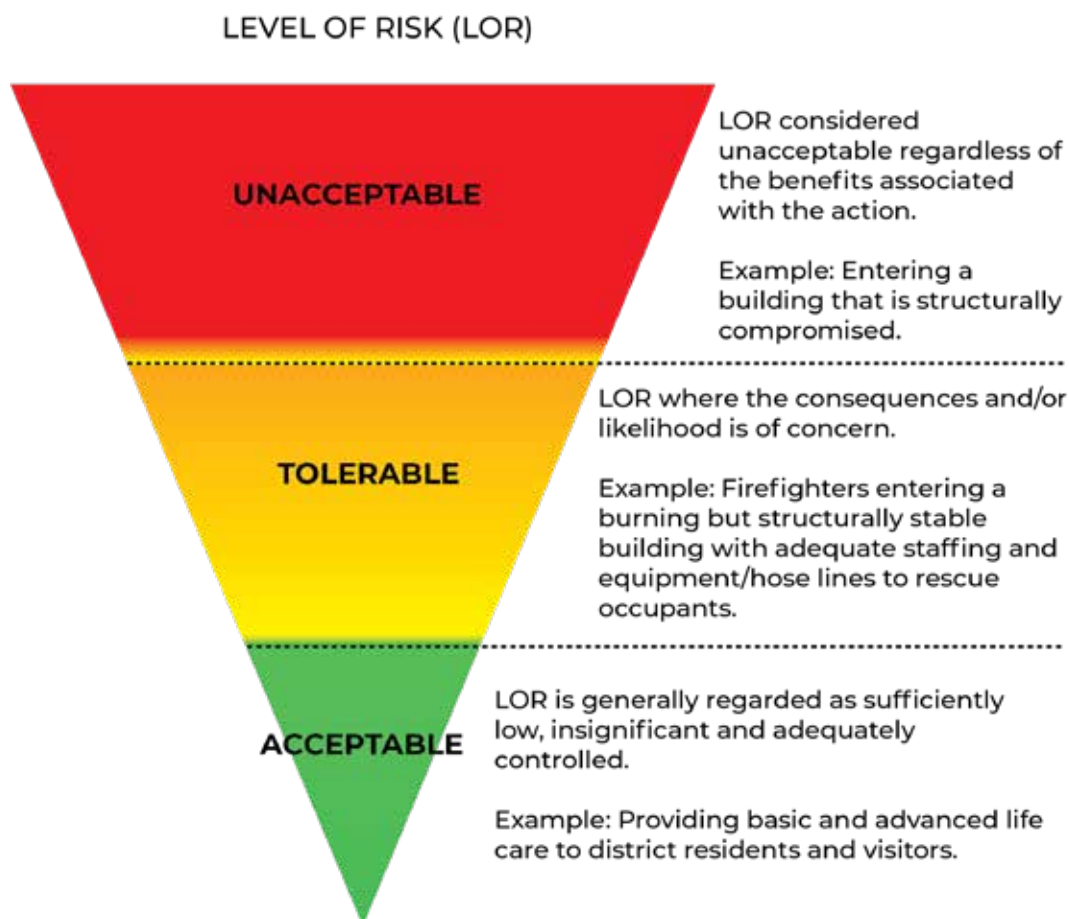 LEVEL OF RISK (LOR)
UNACCEPTABLE
LOR considered
unacceptable regardless of
the benefits associated
with the action.
Example: Entering a
building that is structurally
compromised.
TOLERABLE
LOR where the consequences and/or
likelihood is of concern.
Example: Firefighters entering a
burning but structurally stable
building with adequate staffing and
equipment/hose lines to rescue
occupants.
ACCEPTABLE
LOR is generally regarded as sufficiently
low, insignificant and adequately
controlled.
Example: Providing basic and advanced life
care to district residents and visitors.